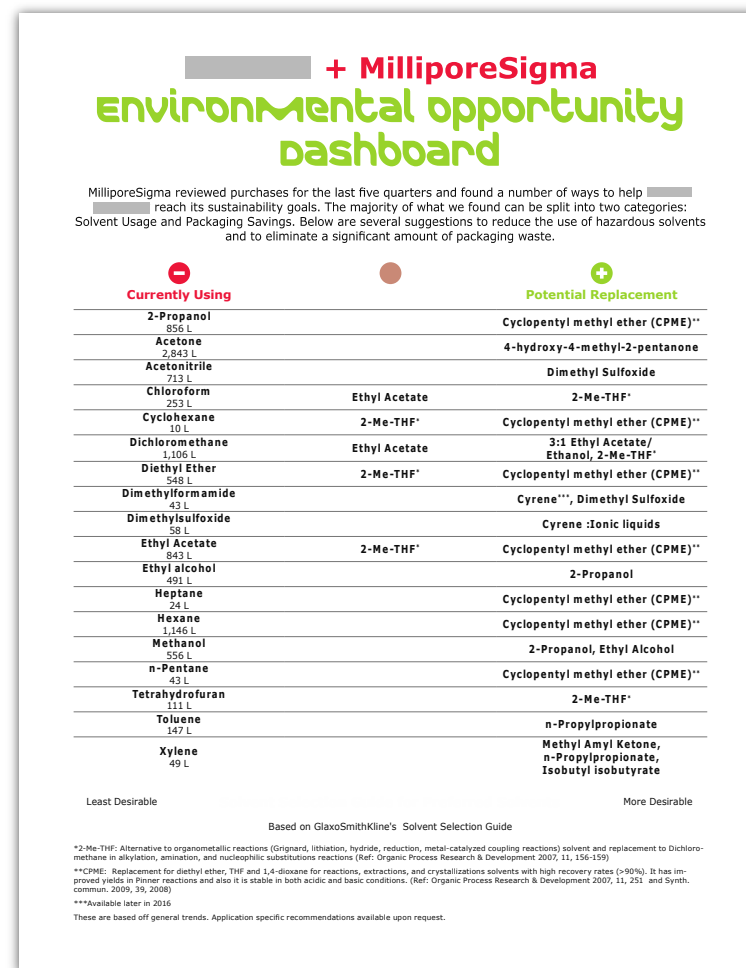 + MilliporeSigma
Environmental opportunity
Dashboard
MilliporeSigma reviewed purchases for the last five quarters and found a number of ways to help
reach its sustainability goals. The majority of what we found can be split into two categories:
Solvent Usage and Packaging Savings. Below are several suggestions to reduce the use of hazardous solvents
and to eliminate a significant amount of packaging waste.
Currently Using Potential Replacement
2-Propanol
856 L
Cyclopentyl methyl ether (CPME)**
Acetone
2,843 L
4-hydroxy-4-methyl-2-pentanone
Acetonitrile
713 L
Dimethyl Sulfoxide
Chloroform
253 L
Ethyl Acetate
2-Me-THF*
Cyclohexane
10 L
2-Me-THF*
Cyclopentyl methyl ether (CPME)**
Dichloromethane
1,106 L
Ethyl Acetate
3:1 Ethyl Acetate/
Ethanol, 2-Me-THF*
Diethyl Ether
548 L
2-Me-THF*
Cyclopentyl methyl ether (CPME)**
Dimethylformamide
43 L
Cyrene***, Dimethyl Sulfoxide
Dimethylsulfoxide
58 L
Cyrene :Ionic liquids
Ethyl Acetate
843 L
2-Me-THF*
Cyclopentyl methyl ether (CPME)**
Ethyl alcohol
491 L
2-Propanol
Heptane
24 L
Cyclopentyl methyl ether (CPME)**
Hexane
1,146 L
Cyclopentyl methyl ether (CPME)**
Methanol
556 L
2-Propanol, Ethyl Alcohol
n-Pentane
43 L
Cyclopentyl methyl ether (CPME)**
Tetrahydrofuran
111 L
2-Me-THF*
Toluene
147 L
n-Propylpropionate
Xylene
49 L
Methyl Amyl Ketone,
n-Propylpropionate,
Isobutyl isobutyrate
Least Desirable More Desirable
Based on GlaxoSmithKline's Solvent Selection Guide
*2-Me-THF: Alternative to organometallic reactions (Grignard, lithiation, hydride, reduction, metal-catalyzed coupling reactions) solvent and replacement to Dichloro-
methane in alkylation, amination, and nucleophilic substitutions reactions (Ref: Organic Process Research & Development 2007, 11, 156-159)
**CPME: Replacement for diethyl ether, THF and 1,4-dioxane for reactions, extractions, and crystallizations solvents with high recovery rates (>90%). It has im-
proved yields in Pinner reactions and also it is stable in both acidic and basic conditions. (Ref: Organic Process Research & Development 2007, 11, 251 and Synth.
commun. 2009, 39, 2008)
***Available later in 2016
These are based off general trends. Application specific recommendations available upon request.